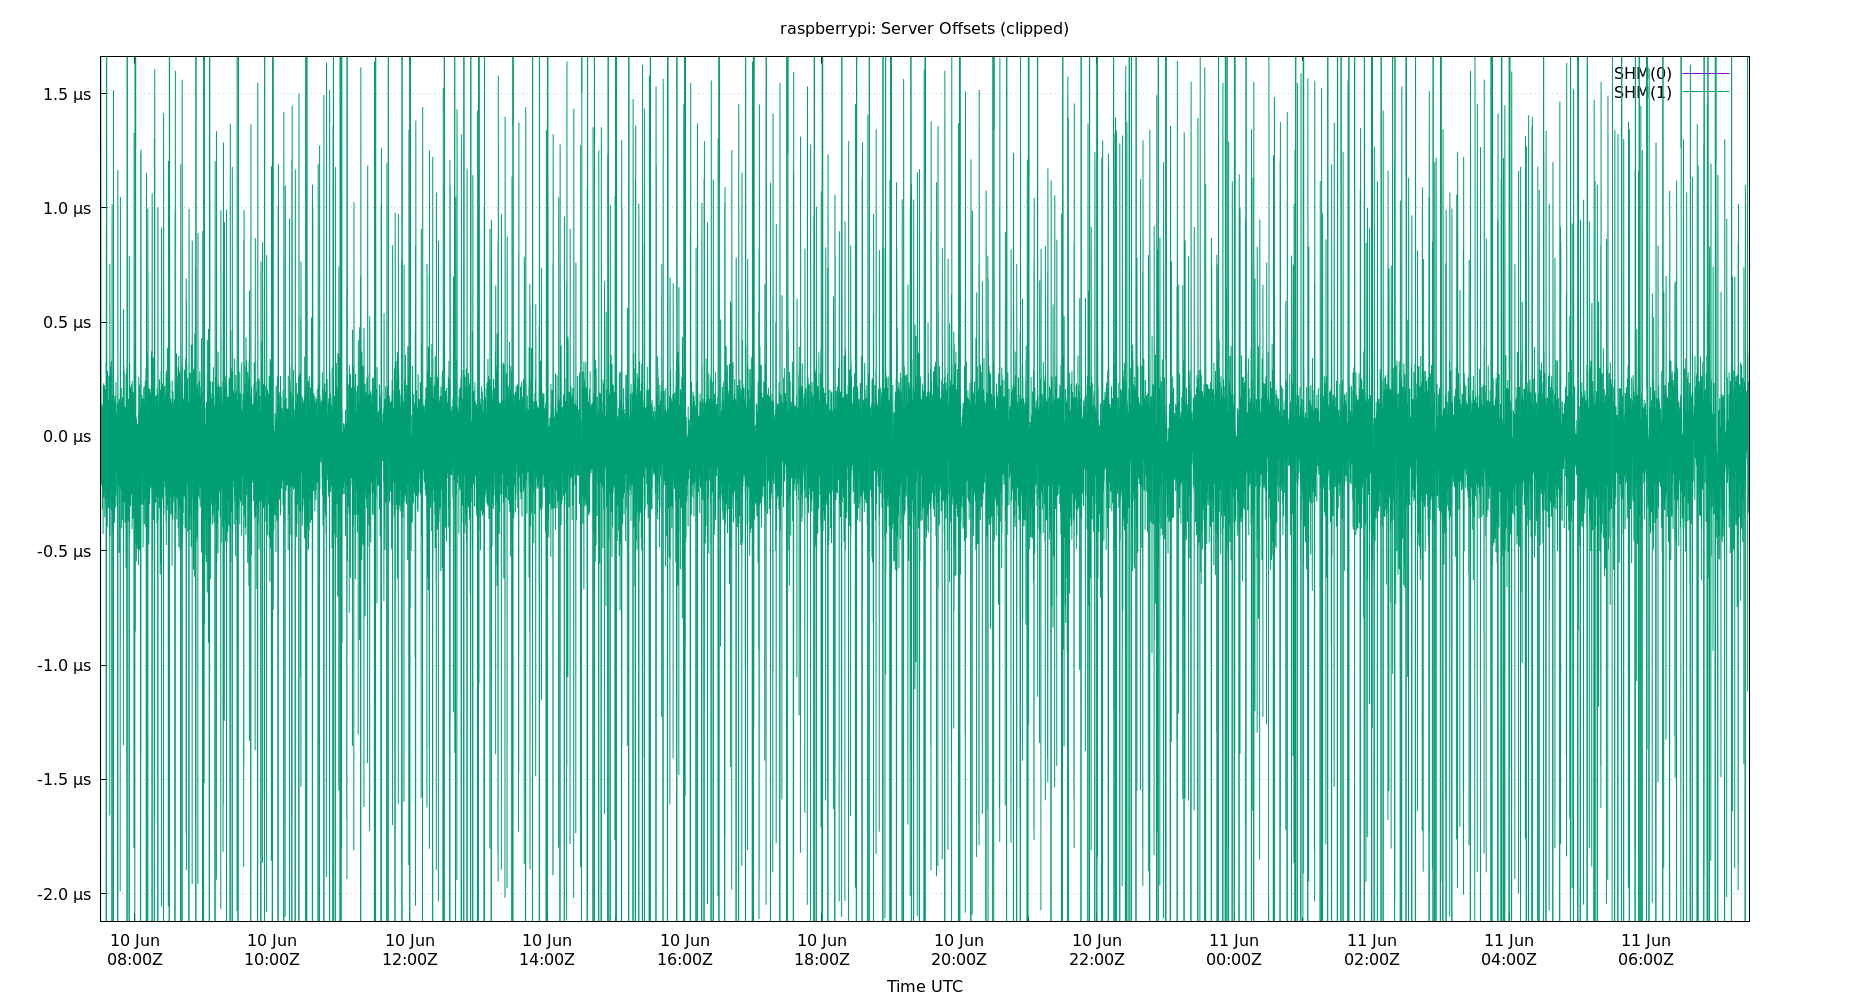 raspberrypi: Server Offsets (clipped)
SHM(0)
SHM(1)
1.5 µs
1.0 µs
0.5 µs
0.0 µs
-0.5 µs
-1.0 µs
-1.5 µs
-2.0 µs
10 Jun 10 Jun 10 Jun 10 Jun 10 Jun 10 Jun 10 Jun 10 Jun 11 Jun 11 Jun 11 Jun 11 Jun
08:00Z 10:00Z 12:00Z 14:00Z 16:00Z 18:00Z 20:00Z 22:00Z 00:00Z 02:00Z 04:00Z 06:00Z
Time UTC